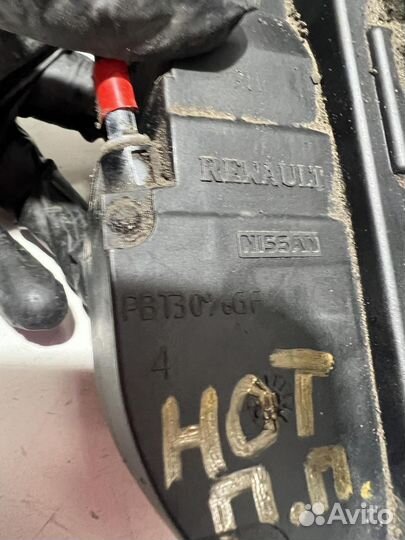 RENAULT
NISSAN
PBT30%GF
4
НОТ
П.Л.
Avito